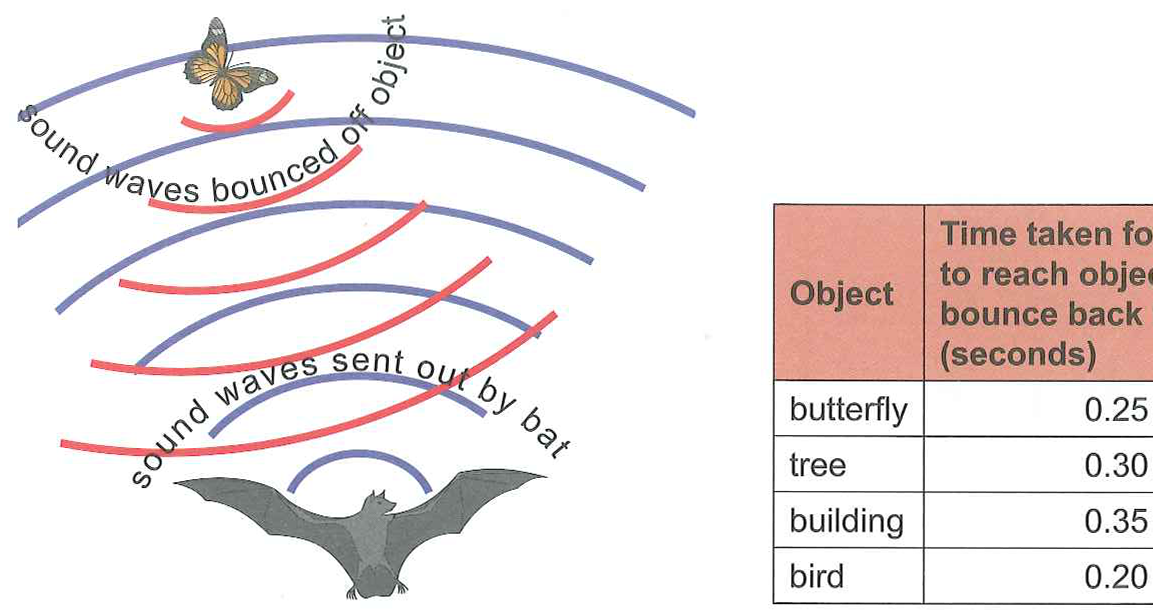 sound waves bounced off object
sound waves sent out by bat
Object
Time taken fo
to reach objec
bounce back
(seconds)
butterfly 0.25
tree 0.30
building 0.35
bird 0.20